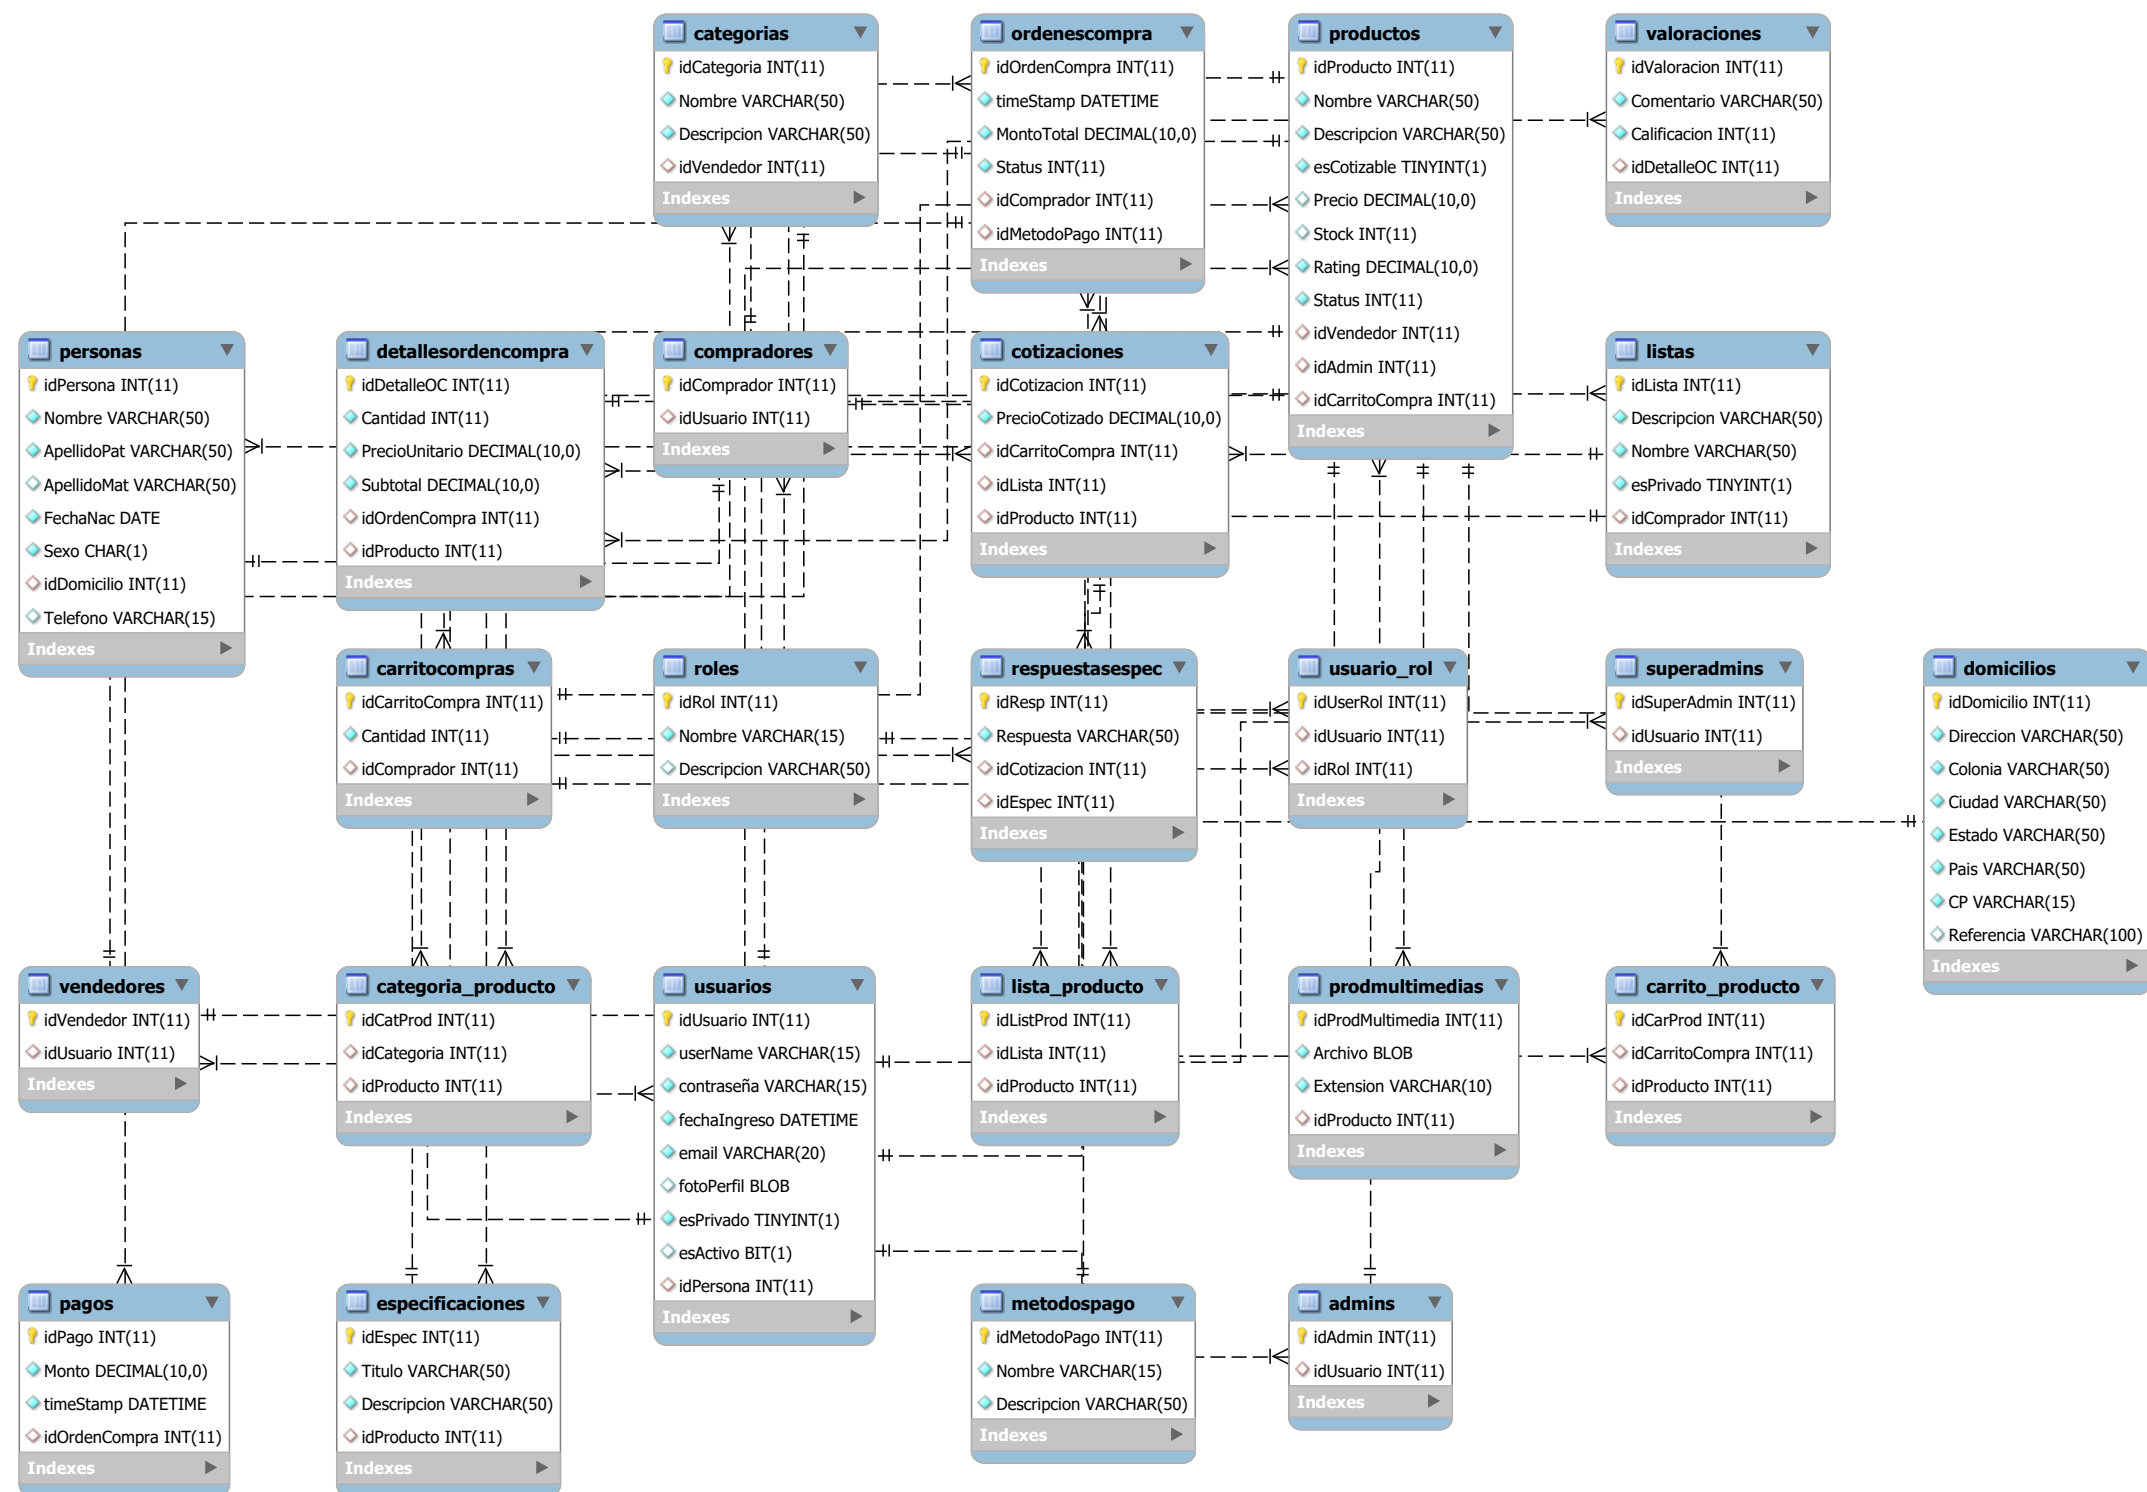 categorias
idCategoria INT(11)
Nombre VARCHAR(50)
Descripcion VARCHAR(50)
idVendedor INT(11)
Indexes
ordenescompra
idOrdenCompra INT(11)
timeStamp DATETIME
MontoTotal DECIMAL(10,0)
Status INT(11)
idComprador INT(11)
idMetodoPago INT(11)
Indexes
productos
idProducto INT(11)
Nombre VARCHAR(50)
Descripcion VARCHAR(50)
esCotizable TINYINT(1)
Precio DECIMAL(10,0)
Stock INT(11)
Rating DECIMAL(10,0)
Status INT(11)
idVendedor INT(11)
idAdmin INT(11)
idCarritoCompra INT(11)
Indexes
valoraciones
idValoracion INT(11)
Comentario VARCHAR(50)
Calificacion INT(11)
idDetalleOC INT(11)
Indexes
personas
idPersona INT(11)
Nombre VARCHAR(50)
ApellidoPat VARCHAR(50)
ApellidoMat VARCHAR(50)
FechaNac DATE
Sexo CHAR(1)
idDomicilio INT(11)
Telefono VARCHAR(15)
Indexes
detallesordencompra
idDetalleOC INT(11)
Cantidad INT(11)
PrecioUnitario DECIMAL(10,0)
Subtotal DECIMAL(10,0)
idOrdenCompra INT(11)
idProducto INT(11)
Indexes
compradores
idComprador INT(11)
idUsuario INT(11)
Indexes
cotizaciones
idCotizacion INT(11)
PrecioCotizado DECIMAL(10,0)
idCarritoCompra INT(11)
idLista INT(11)
idProducto INT(11)
Indexes
listas
idLista INT(11)
Descripcion VARCHAR(50)
Nombre VARCHAR(50)
esPrivado TINYINT(1)
idComprador INT(11)
Indexes
carritocompras
idCarritoCompra INT(11)
Cantidad INT(11)
idComprador INT(11)
Indexes
roles
idRol INT(11)
Nombre VARCHAR(15)
Descripcion VARCHAR(50)
Indexes
respuestasespec
idResp INT(11)
Respuesta VARCHAR(50)
idCotizacion INT(11)
idEspec INT(11)
Indexes
usuario_rol
idUserRol INT(11)
idUsuario INT(11)
idRol INT(11)
Indexes
superadmins
idSuperAdmin INT(11)
idUsuario INT(11)
Indexes
domicilios
idDomicilio INT(11)
Direccion VARCHAR(50)
Colonia VARCHAR(50)
Ciudad VARCHAR(50)
Estado VARCHAR(50)
Pais VARCHAR(50)
CP VARCHAR(15)
Referencia VARCHAR(100)
Indexes
vendedores
idVendedor INT(11)
idUsuario INT(11)
Indexes
categoria_producto
idCatProd INT(11)
idCategoria INT(11)
idProducto INT(11)
Indexes
usuarios
idUsuario INT(11)
userName VARCHAR(15)
contraseña VARCHAR(15)
fechaIngreso DATETIME
email VARCHAR(20)
fotoPerfil BLOB
esPrivado TINYINT(1)
esActivo BIT(1)
idPersona INT(11)
Indexes
lista_producto
idListProd INT(11)
idLista INT(11)
idProducto INT(11)
Indexes
prodmultimedias
idProdMultimedia INT(11)
Archivo BLOB
Extension VARCHAR(10)
idProducto INT(11)
Indexes
carrito_producto
idCarProd INT(11)
idCarritoCompra INT(11)
idProducto INT(11)
Indexes
pagos
idPago INT(11)
Monto DECIMAL(10,0)
timeStamp DATETIME
idOrdenCompra INT(11)
Indexes
especificaciones
idEspec INT(11)
Titulo VARCHAR(50)
Descripcion VARCHAR(50)
idProducto INT(11)
Indexes
metodospago
idMetodoPago INT(11)
Nombre VARCHAR(15)
Descripcion VARCHAR(50)
Indexes
admins
idAdmin INT(11)
idUsuario INT(11)
Indexes